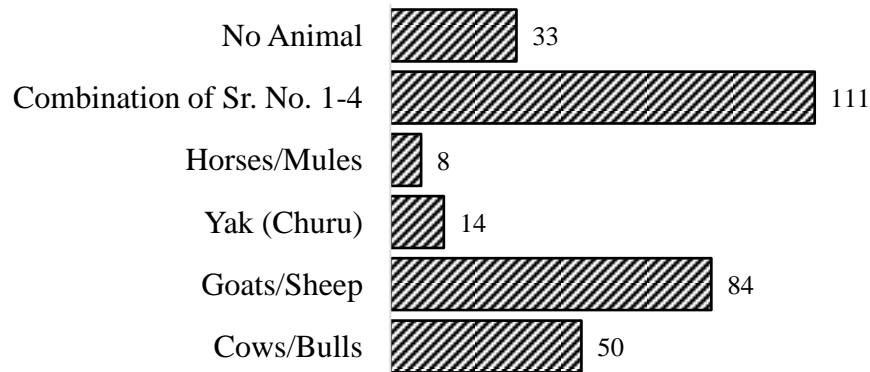 No Animal 33
Combination of Sr. No. 1-4 111
Horses/Mules 8
Yak (Churu) 14
Goats/Sheep 84
Cows/Bulls 50